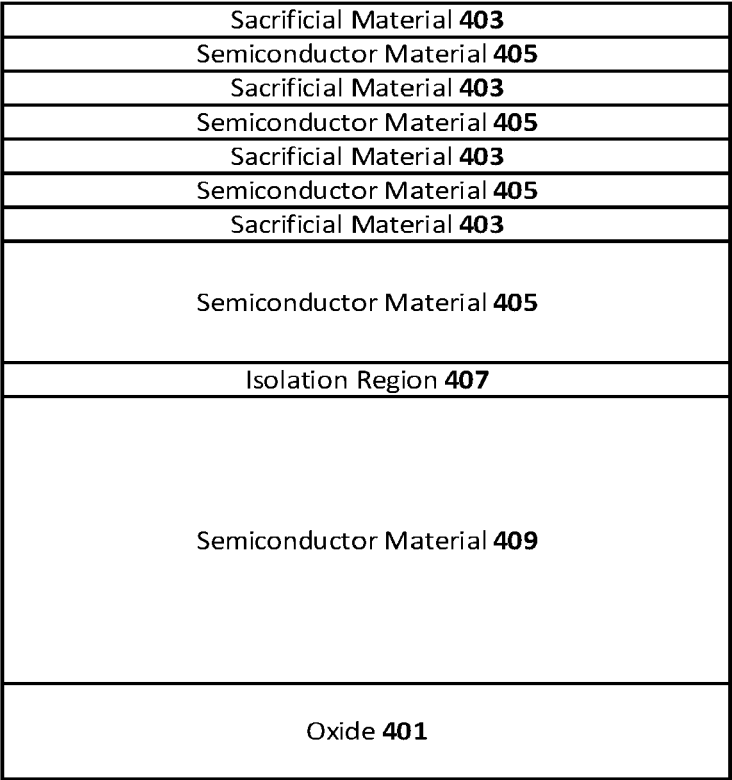 Sacrificial Material 403
Semiconductor Material 405
Sacrificial Material 403
Semiconductor Material 405
Sacrificial Material 403
Semiconductor Material 405
Sacrificial Material 403
Semiconductor Material 405
Isolation Region 407
Semiconductor Material 409
Oxide 401